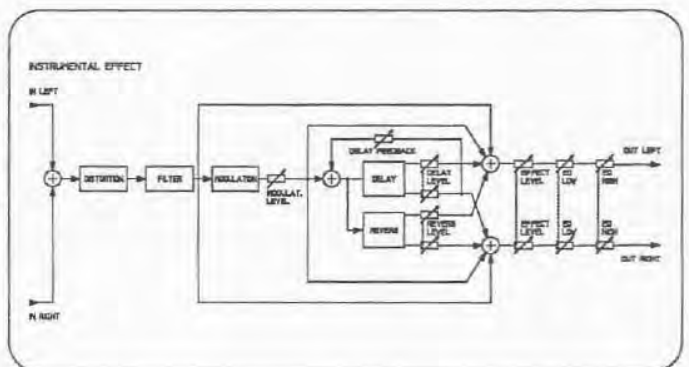 INSTRUMENTAL EFFECT
IN LEFT
DISTORTION
FILTER
MODULATION
MODULAT.
LEVEL
DELAY FEEDBACK
DELAY
DELAY
LEVEL
REVERB
REVERB
LEVEL
EFFECT
LEVEL
EQ
LOW
EQ
HIGH
OUT LEFT
EFFECT
LEVEL
EQ
LOW
EQ
HIGH
OUT RIGHT
IN RIGHT